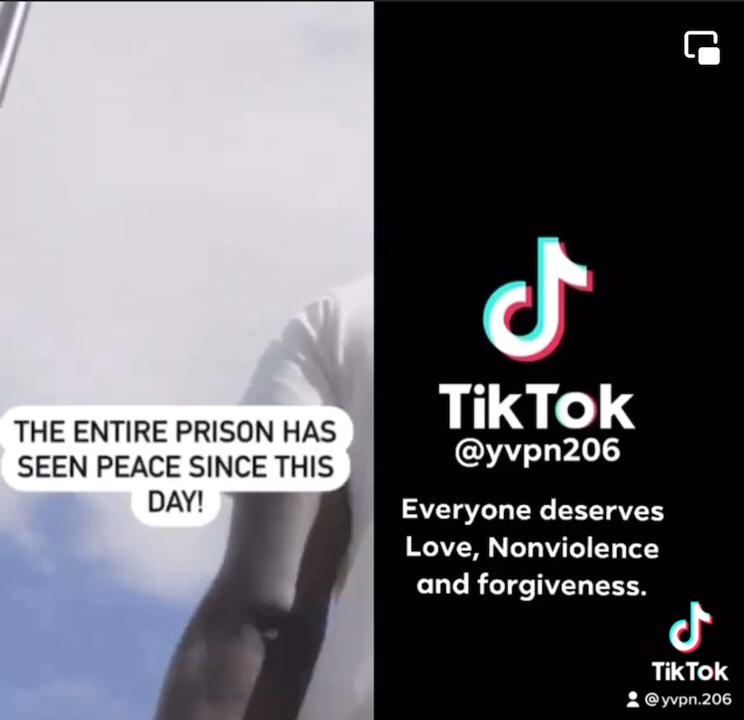 THE ENTIRE PRISON HAS
SEEN PEACE SINCE THIS
DAY!
TikTok
@yvpn206
Everyone deserves
Love, Nonviolence
and forgiveness.
TikTok
@yvpn.206